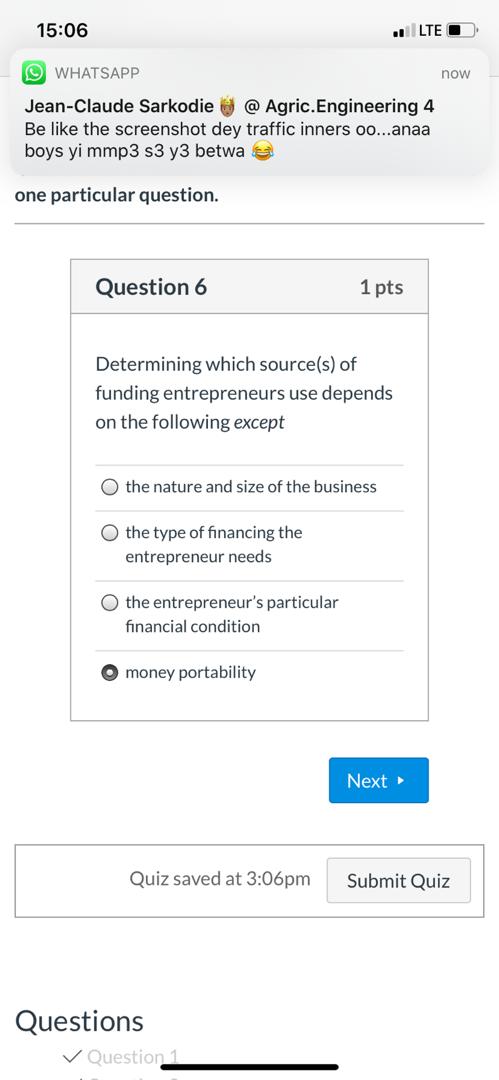 15:06
LTE
WHATSAPP
now
Jean-Claude Sarkodie 🤴🏽 @ Agric.Engineering 4
Be like the screenshot dey traffic inners oo...anaa
boys yi mmp3 s3 y3 betwa 😂
one particular question.
Question 6
1 pts
Determining which source(s) of
funding entrepreneurs use depends
on the following except
the nature and size of the business
the type of financing the
entrepreneur needs
the entrepreneur’s particular
financial condition
money portability
Next
Quiz saved at 3:06pm
Submit Quiz
Questions
Question 1